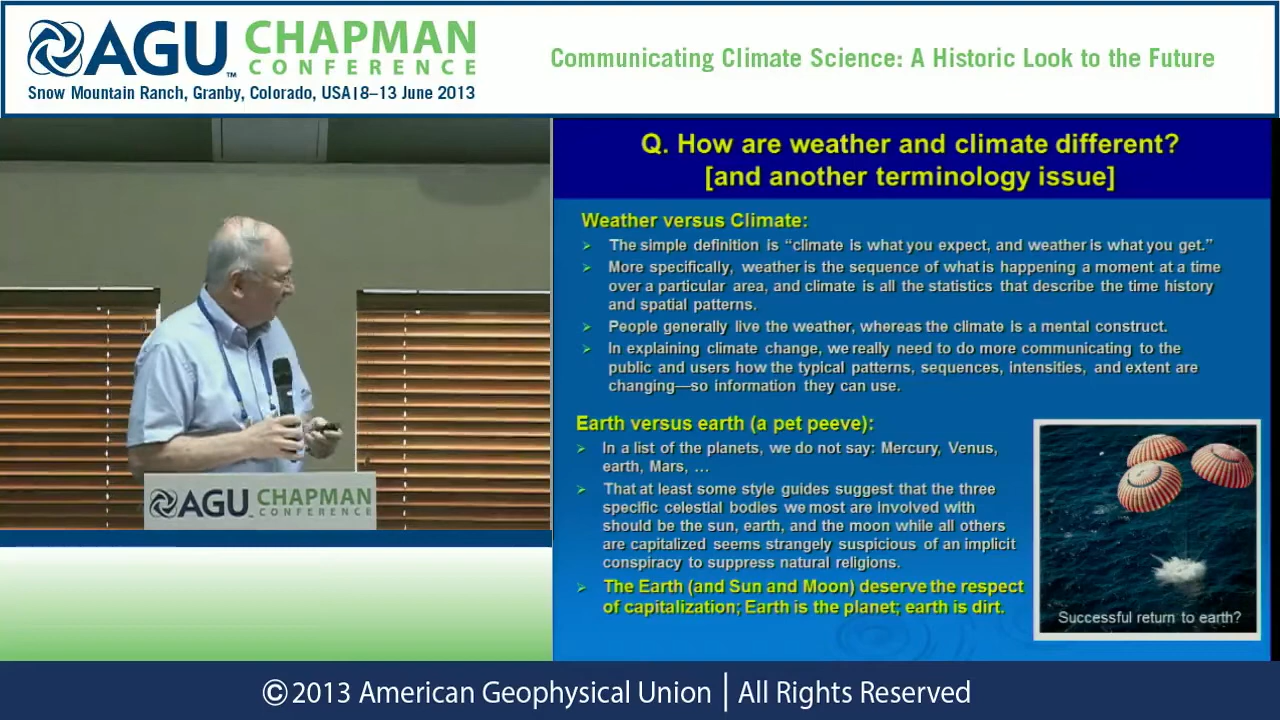 AGU CHAPMAN
CONFERENCE
TM
Snow Mountain Ranch, Granby, Colorado, USA|8–13 June 2013
Communicating Climate Science: A Historic Look to the Future
Q. How are weather and climate different?
[and another terminology issue]
Weather versus Climate:
The simple definition is “climate is what you expect, and weather is what you get.”
More specifically, weather is the sequence of what is happening a moment at a time
over a particular area, and climate is all the statistics that describe the time history
and spatial patterns.
People generally live the weather, whereas the climate is a mental construct.
In explaining climate change, we really need to do more communicating to the
public and users how the typical patterns, sequences, intensities, and extent are
changing—so information they can use.
Earth versus earth (a pet peeve):
In a list of the planets, we do not say: Mercury, Venus,
earth, Mars, …
That at least some style guides suggest that the three
specific celestial bodies we most are involved with
should be the sun, earth, and the moon while all others
are capitalized seems strangely suspicious of an implicit
conspiracy to suppress natural religions.
The Earth (and Sun and Moon) deserve the respect
of capitalization; Earth is the planet; earth is dirt.
Successful return to earth?
AGU CHAPMAN
CONFERENCE
©2013 American Geophysical Union | All Rights Reserved